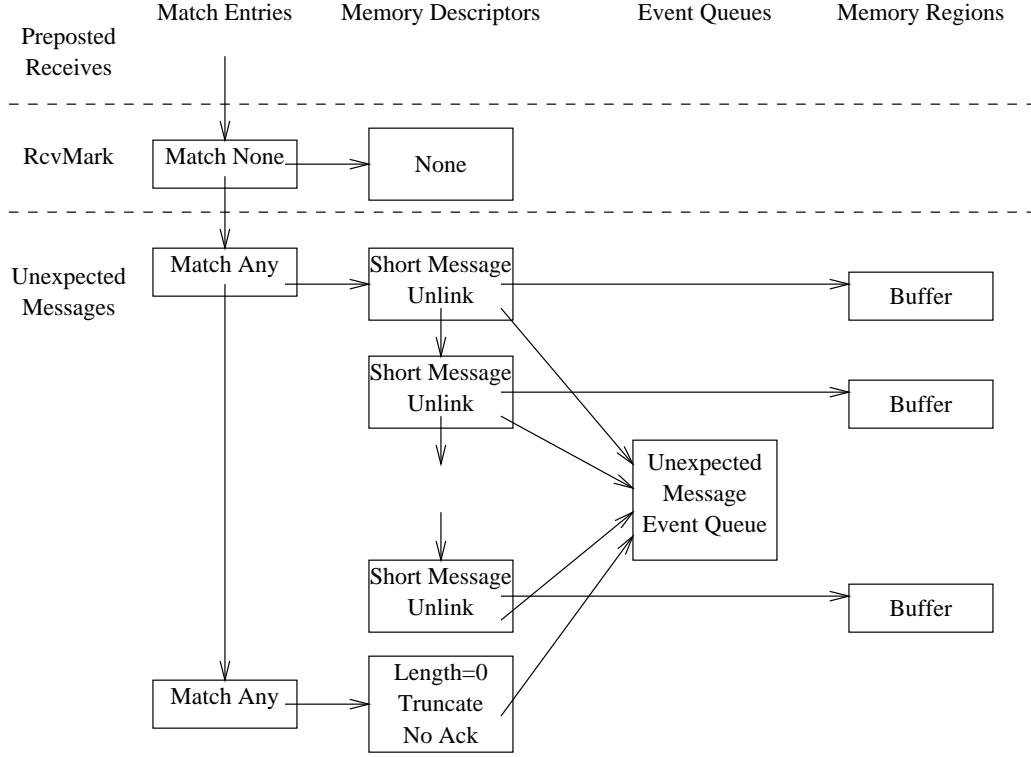 Match Entries
Memory Descriptors
Event Queues
Memory Regions
Preposted
Receives
RcvMark
Match None
None
Unexpected
Messages
Match Any
Short Message
Unlink
Buffer
Short Message
Unlink
Buffer
Unexpected
Message
Event Queue
Short Message
Unlink
Buffer
Match Any
Length=0
Truncate
No Ack